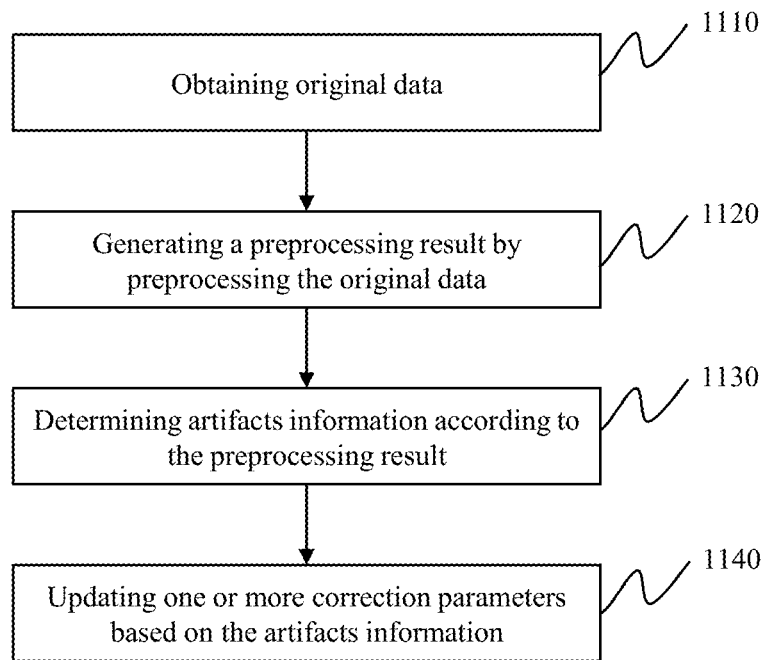 1110
Obtaining original data
1120
Generating a preprocessing result by
preprocessing the original data
1130
Determining artifacts information according to
the preprocessing result
1140
Updating one or more correction parameters
based on the artifacts information